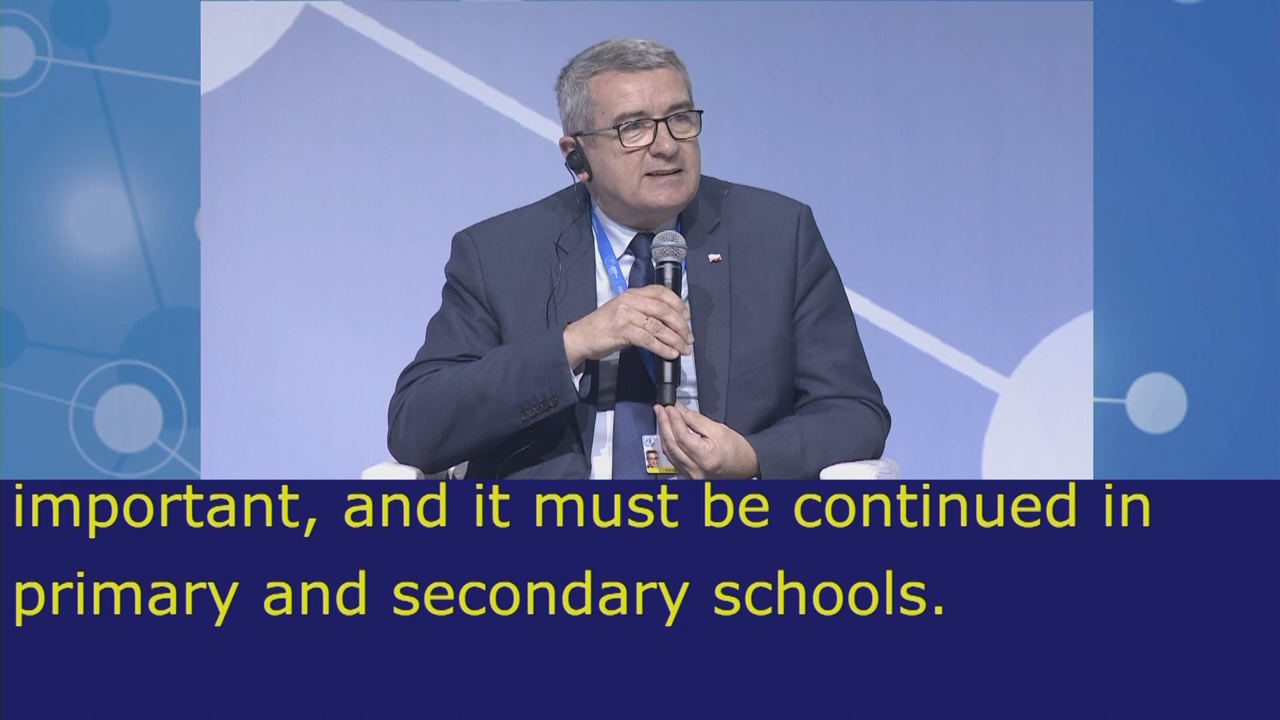 important, and it must be continued in
primary and secondary schools.